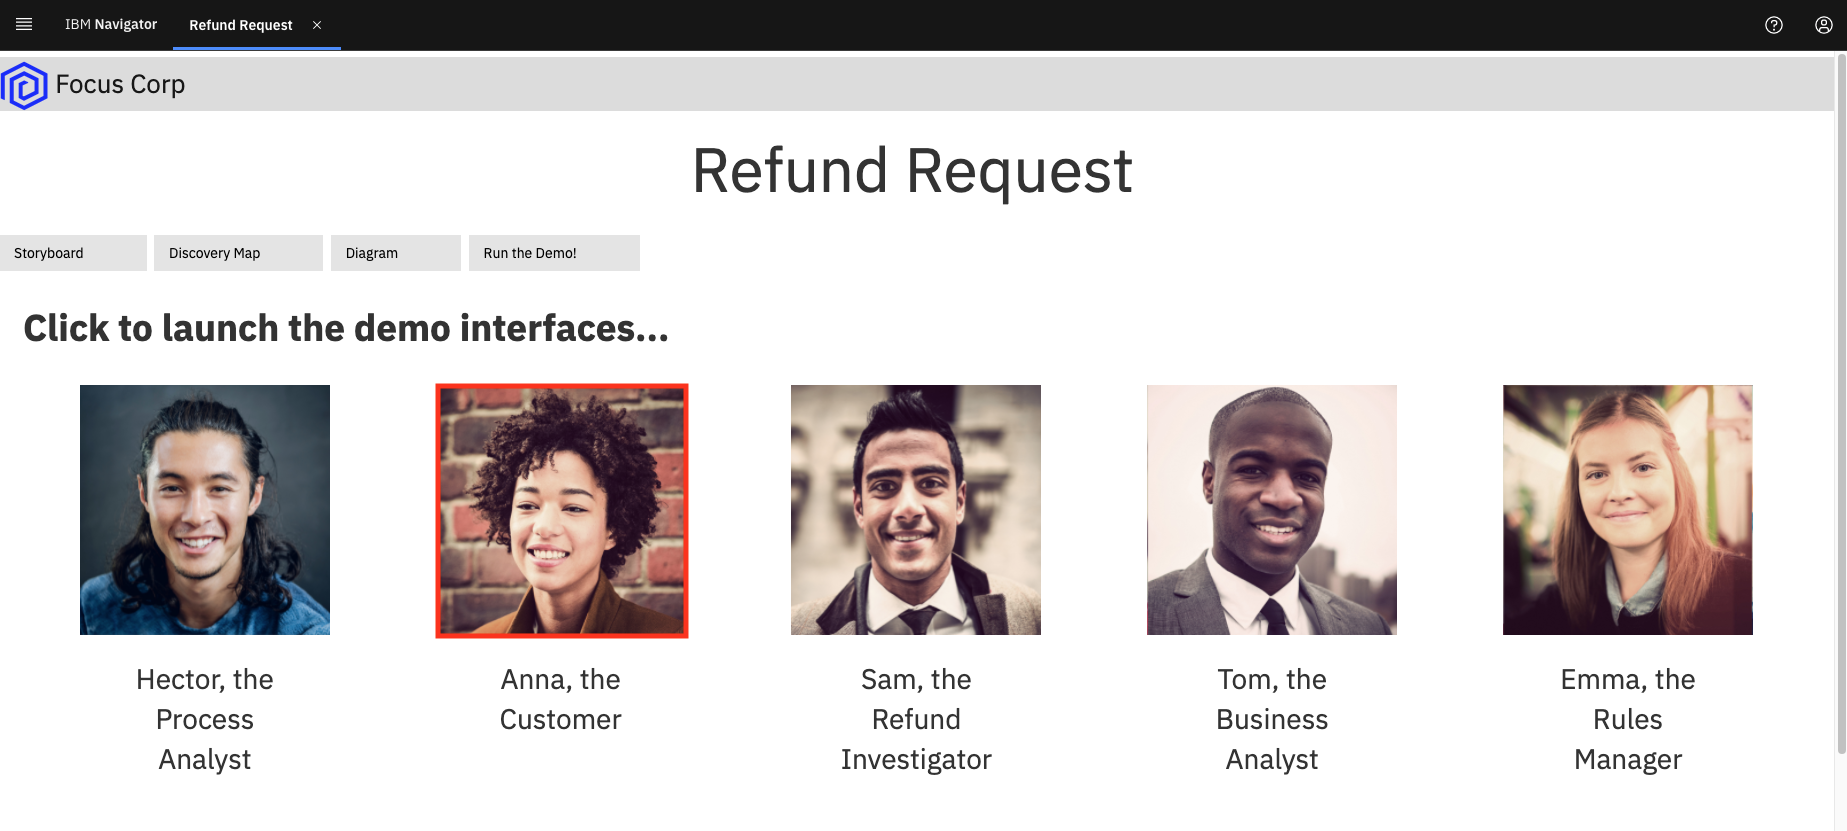 IBM Navigator
Refund Request
Focus Corp
Refund Request
Storyboard
Discovery Map
Diagram
Run the Demo!
Click to launch the demo interfaces...
Hector, the
Process
Analyst
Anna, the
Customer
Sam, the
Refund
Investigator
Tom, the
Business
Analyst
Emma, the
Rules
Manager